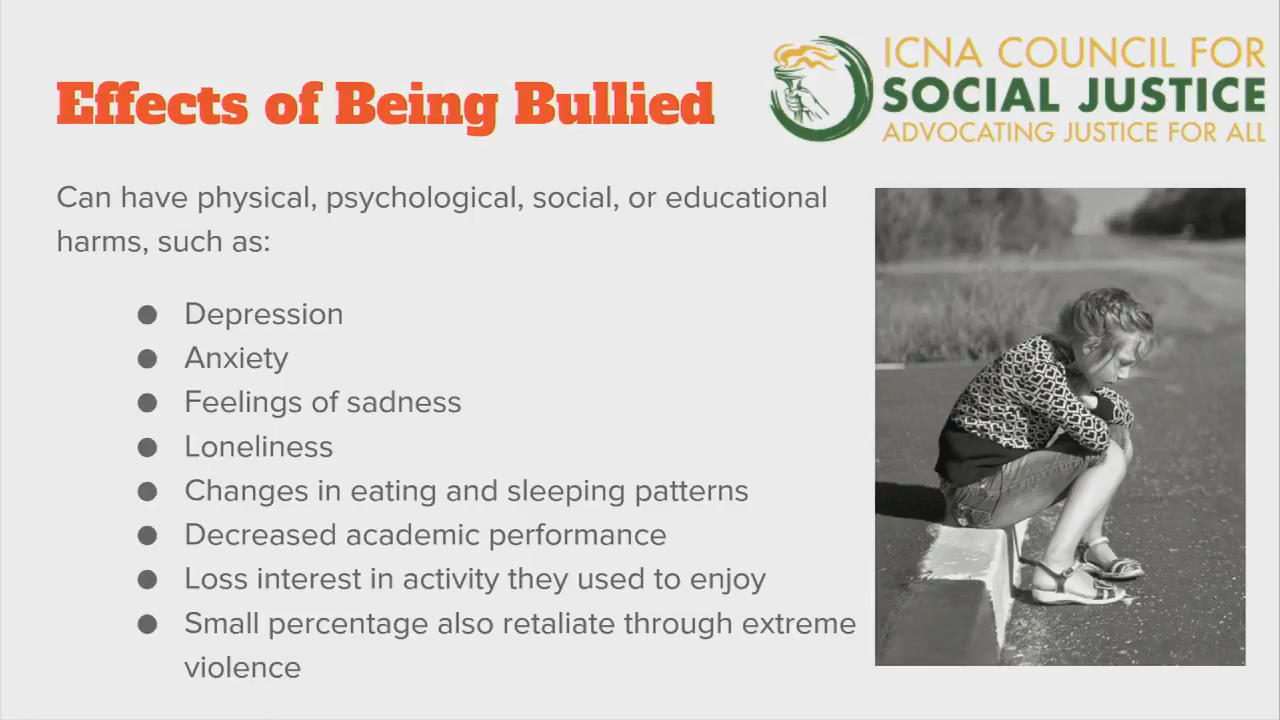 Effects of Being Bullied
ICNA COUNCIL FOR
SOCIAL JUSTICE
ADVOCATING JUSTICE FOR ALL
Can have physical, psychological, social, or educational
harms, such as:
● Depression
● Anxiety
● Feelings of sadness
● Loneliness
● Changes in eating and sleeping patterns
● Decreased academic performance
● Loss interest in activity they used to enjoy
● Small percentage also retaliate through extreme
violence